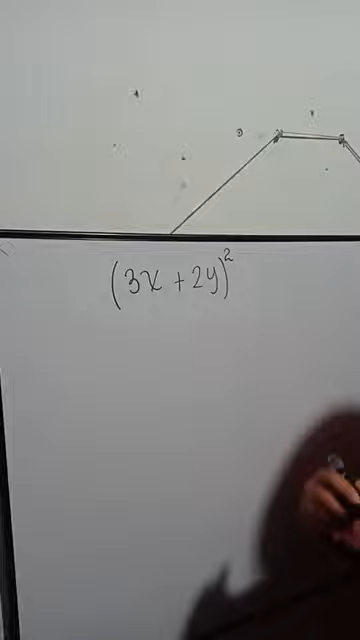 (3x + 2y)²